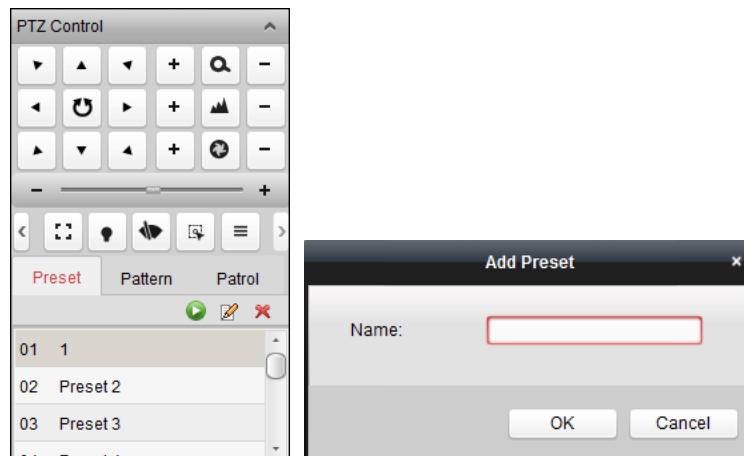 PTZ Control
Preset Pattern Patrol
01 1
02 Preset 2
03 Preset 3
Add Preset
Name:
OK Cancel